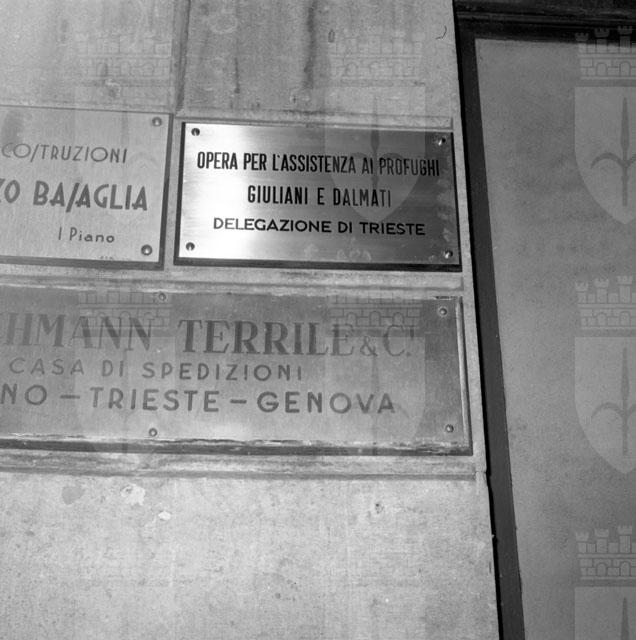 CO/TRUZIONI
ZO BA/AGLIA
I Piano
OPERA PER L'ASSISTENZA AI PROFUGHI
GIULIANI E DALMATI
DELEGAZIONE DI TRIESTE
CHMANN TERRILE & C!
CASA DI SPEDIZIONI
NO — TRIESTE — GENOVA